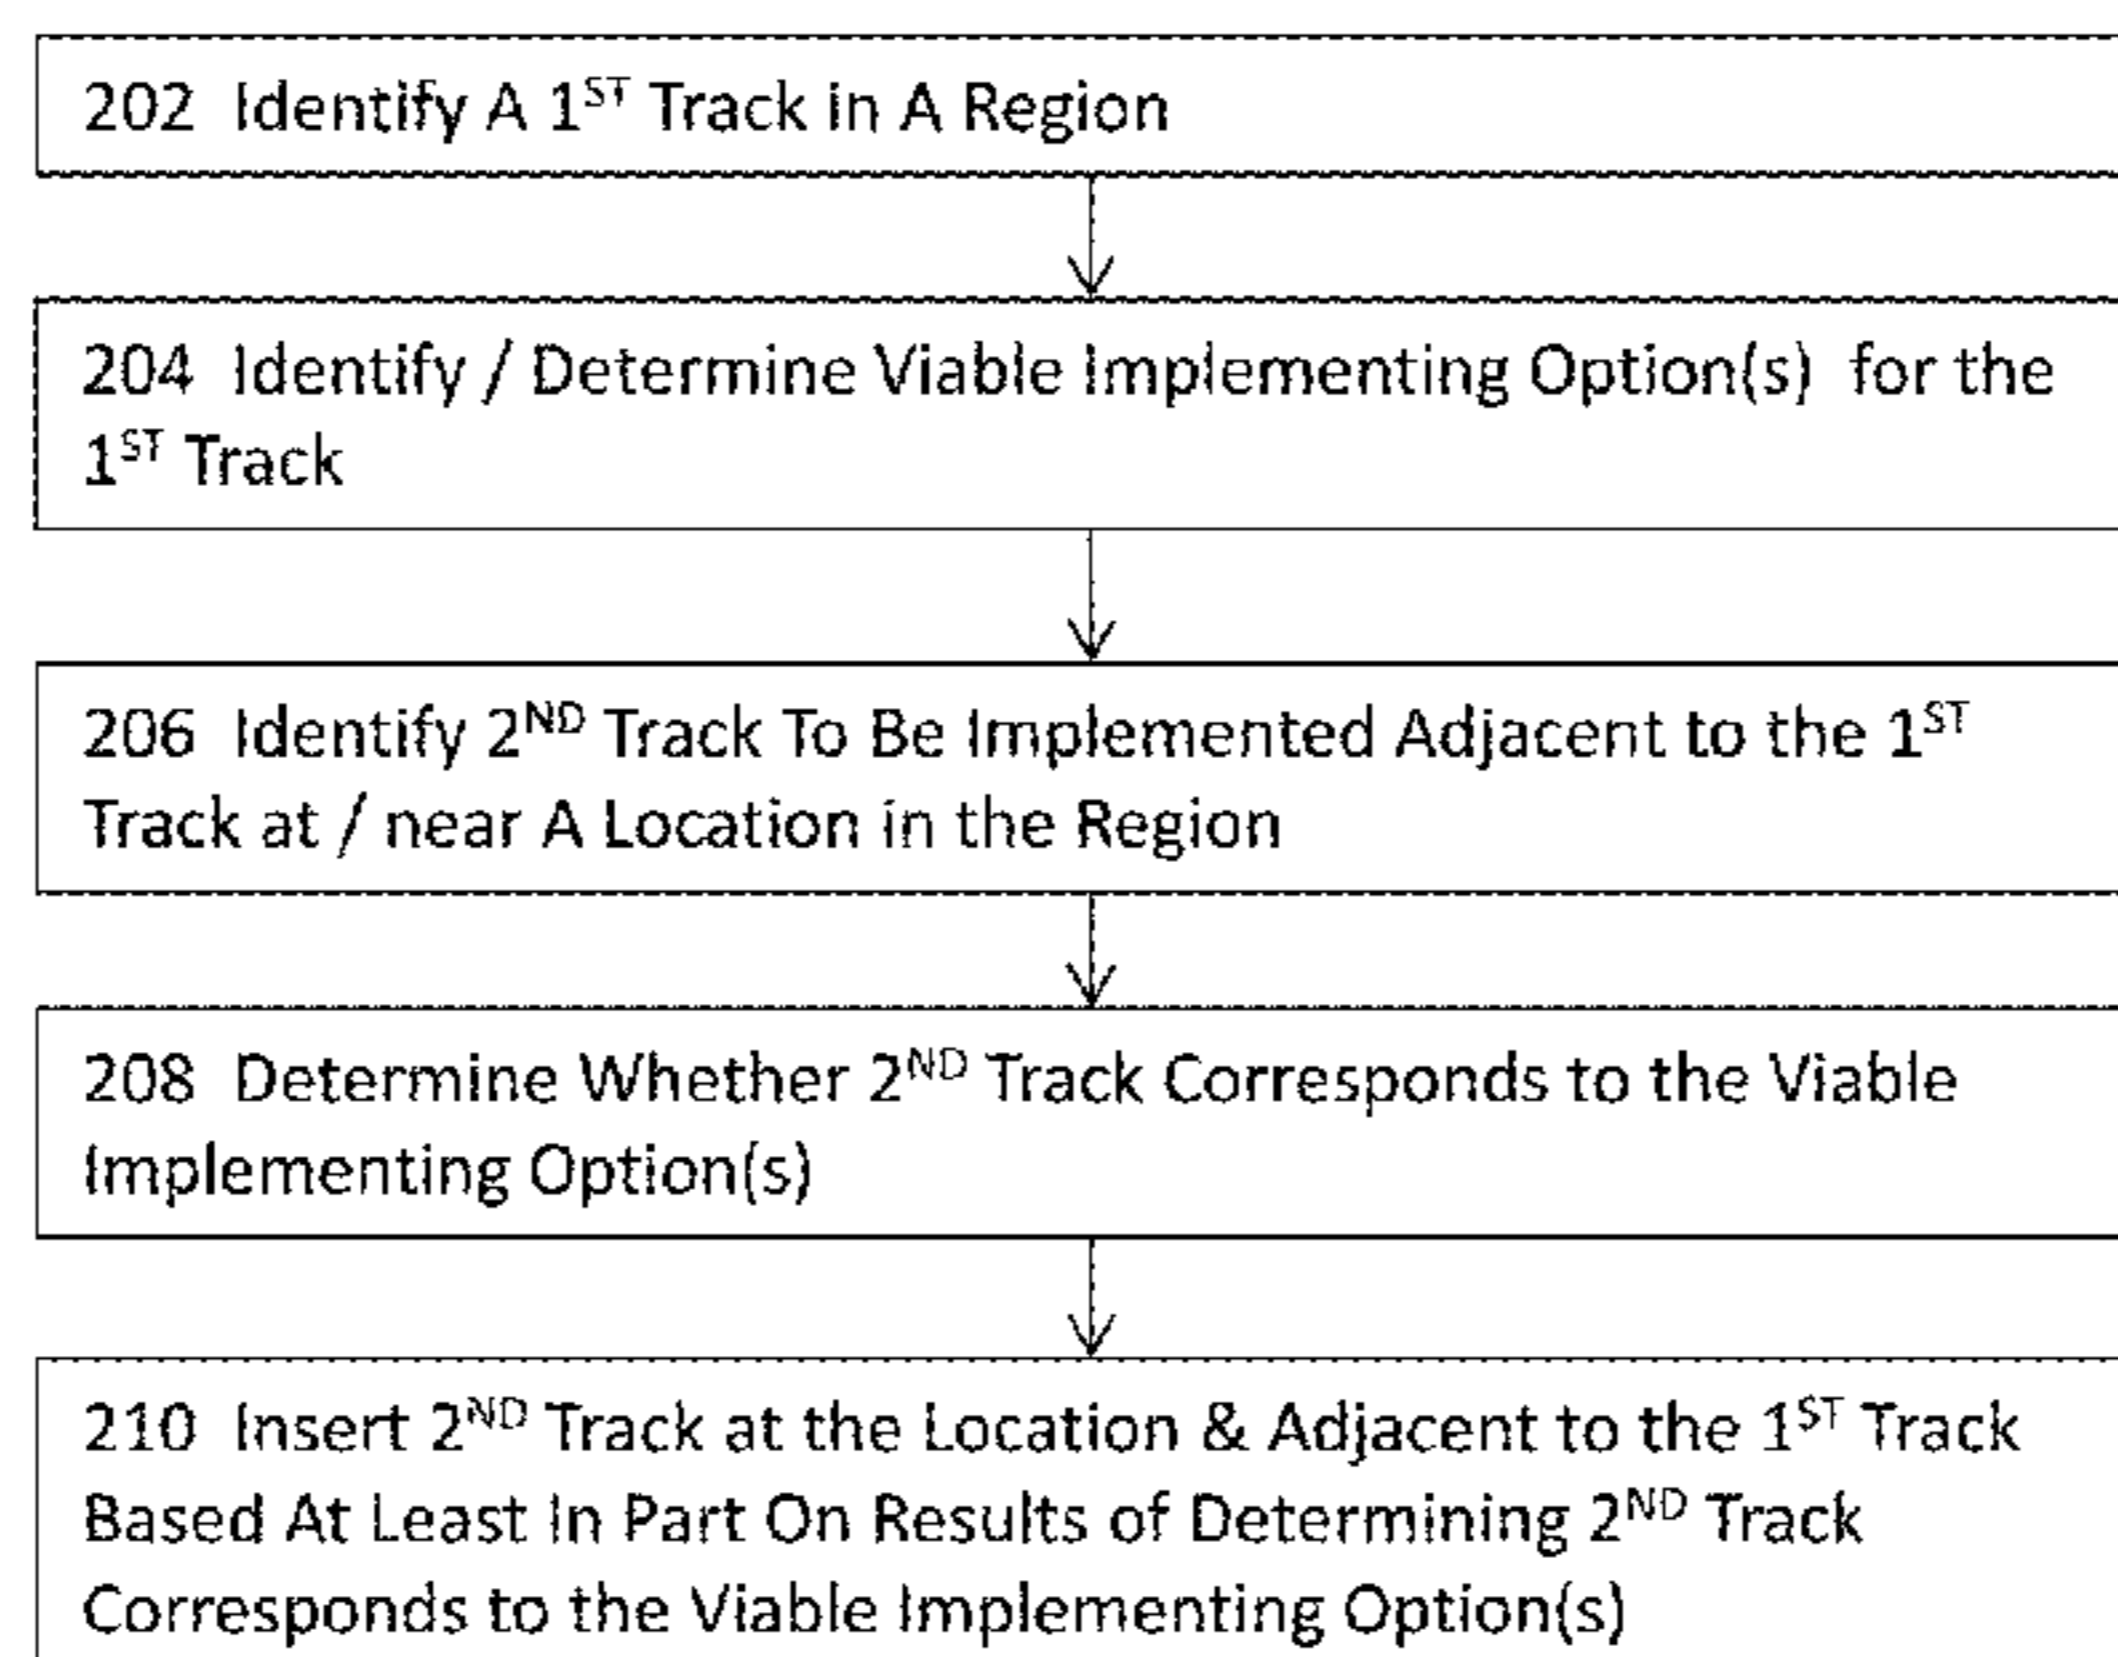 202 Identify A 1ST Track in A Region
204 Identify / Determine Viable Implementing Option(s) for the
1ST Track
206 Identify 2ND Track To Be Implemented Adjacent to the 1ST
Track at / near A Location in the Region
208 Determine Whether 2ND Track Corresponds to the Viable
Implementing Option(s)
210 Insert 2ND Track at the Location & Adjacent to the 1ST Track
Based At Least In Part On Results of Determining 2ND Track
Corresponds to the Viable Implementing Option(s)